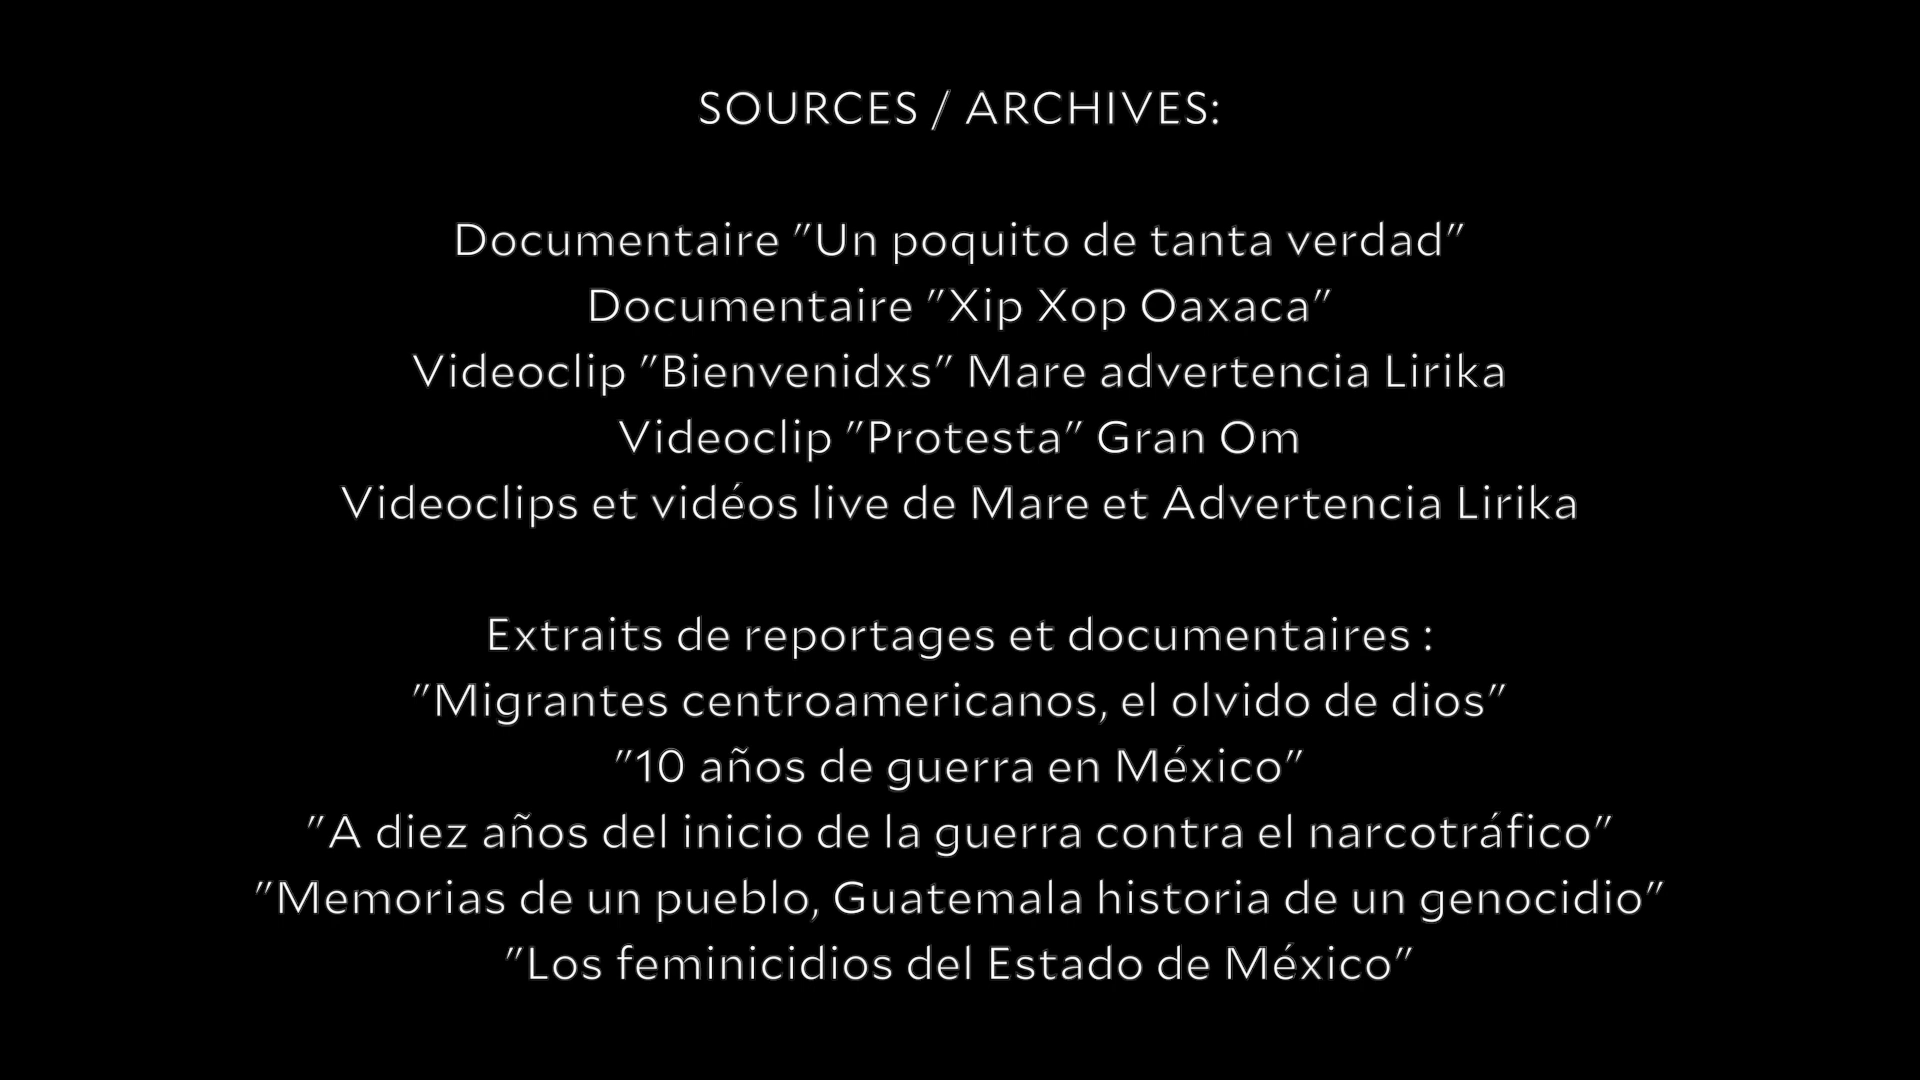 SOURCES / ARCHIVES:
Documentaire "Un poquito de tanta verdad"
Documentaire "Xip Xop Oaxaca"
Videoclip "Bienvenidxs" Mare advertencia Lirika
Videoclip "Protesta" Gran Om
Videoclips et vidéos live de Mare et Advertencia Lirika
Extraits de reportages et documentaires :
"Migrantes centroamericanos, el olvido de dios"
"10 años de guerra en México"
"A diez años del inicio de la guerra contra el narcotráfico"
"Memorias de un pueblo, Guatemala historia de un genocidio"
"Los feminicidios del Estado de México"